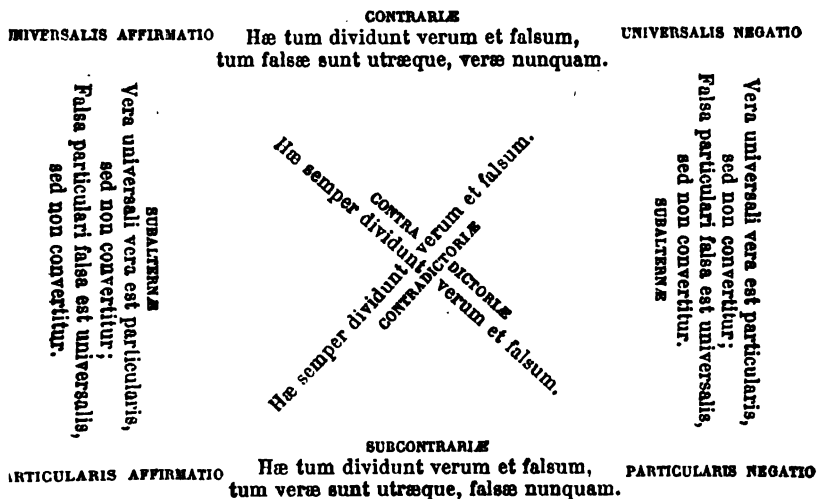 CONTRARIÆ
UNIVERSALIS AFFIRMATIO
Hæ tum dividunt verum et falsum,
tum falsæ sunt utræque, veræ nunquam.
UNIVERSALIS NEGATIO
SUBALTERNÆ
Vera universali vera est particularis,
sed non convertitur;
Falsa particulari falsa est universalis,
sed non convertitur.
Hæ semper dividunt verum et falsum.
CONTRA DICTORIÆ
Hæ semper dividunt verum et falsum.
CONTRADICTORIÆ
Vera universali vera est particularis,
sed non convertitur;
Falsa particulari falsa est universalis,
sed non convertitur.
SUBALTERNÆ
SUBCONTRARIÆ
ARTICULARIS AFFIRMATIO
Hæ tum dividunt verum et falsum,
tum veræ sunt utræque, falsæ nunquam.
PARTICULARIS NEGATIO